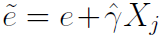 ẽ = e + γ̂X_j